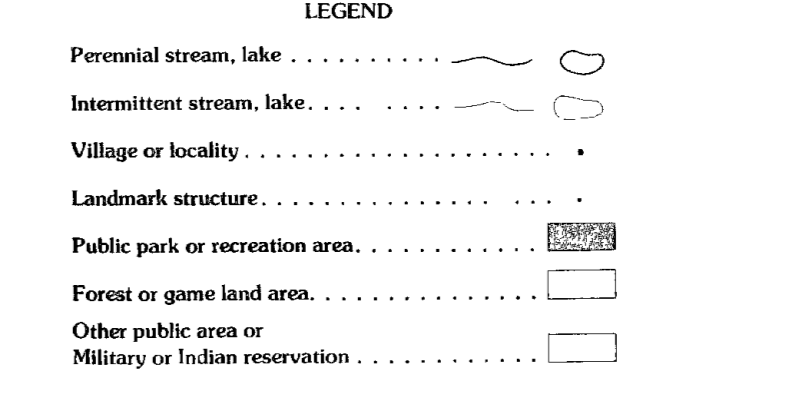 LEGEND
Perennial stream, lake . . . . . . . . . .
Intermittent stream, lake. . . . . . . .
Village or locality . . . . . . . . . . . . . . . . . . . .
Landmark structure. . . . . . . . . . . . . . . . . .
Public park or recreation area. . . . . . . . . . . .
Forest or game land area. . . . . . . . . . . . . . .
Other public area or
Military or Indian reservation . . . . . . . . . . . .